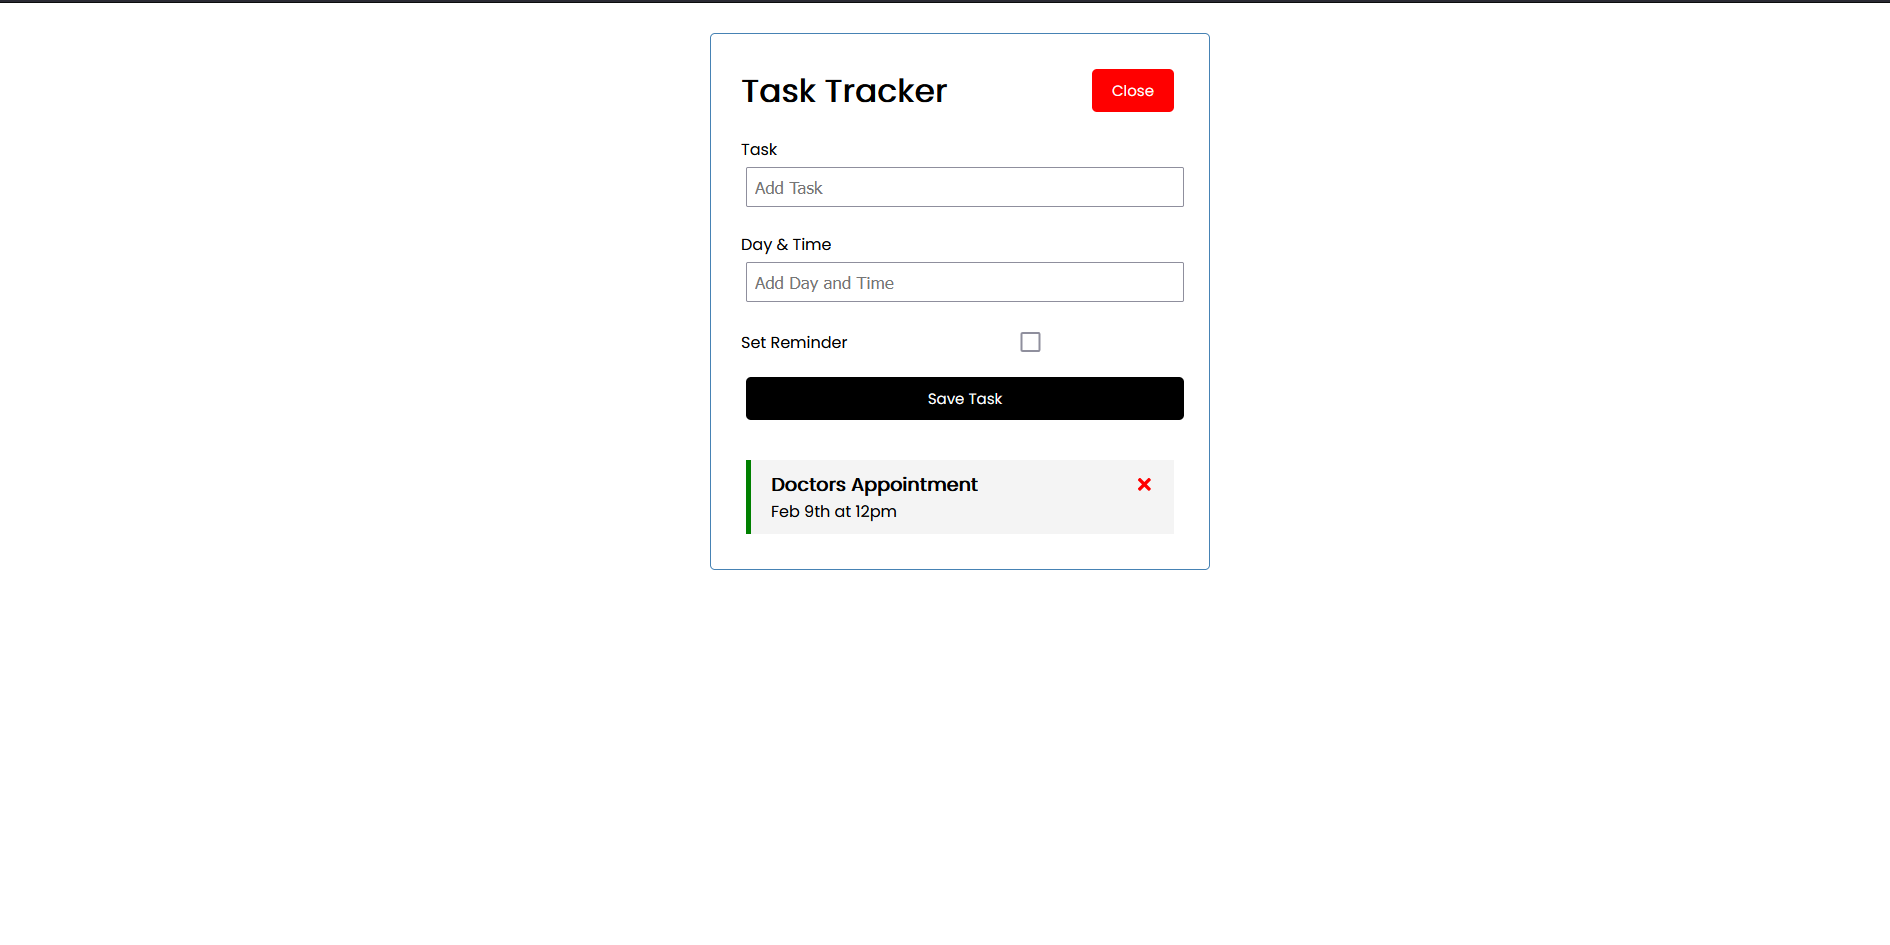 Task Tracker
Close
Task
Add Task
Day & Time
Add Day and Time
Set Reminder
Save Task
Doctors Appointment
Feb 9th at 12pm